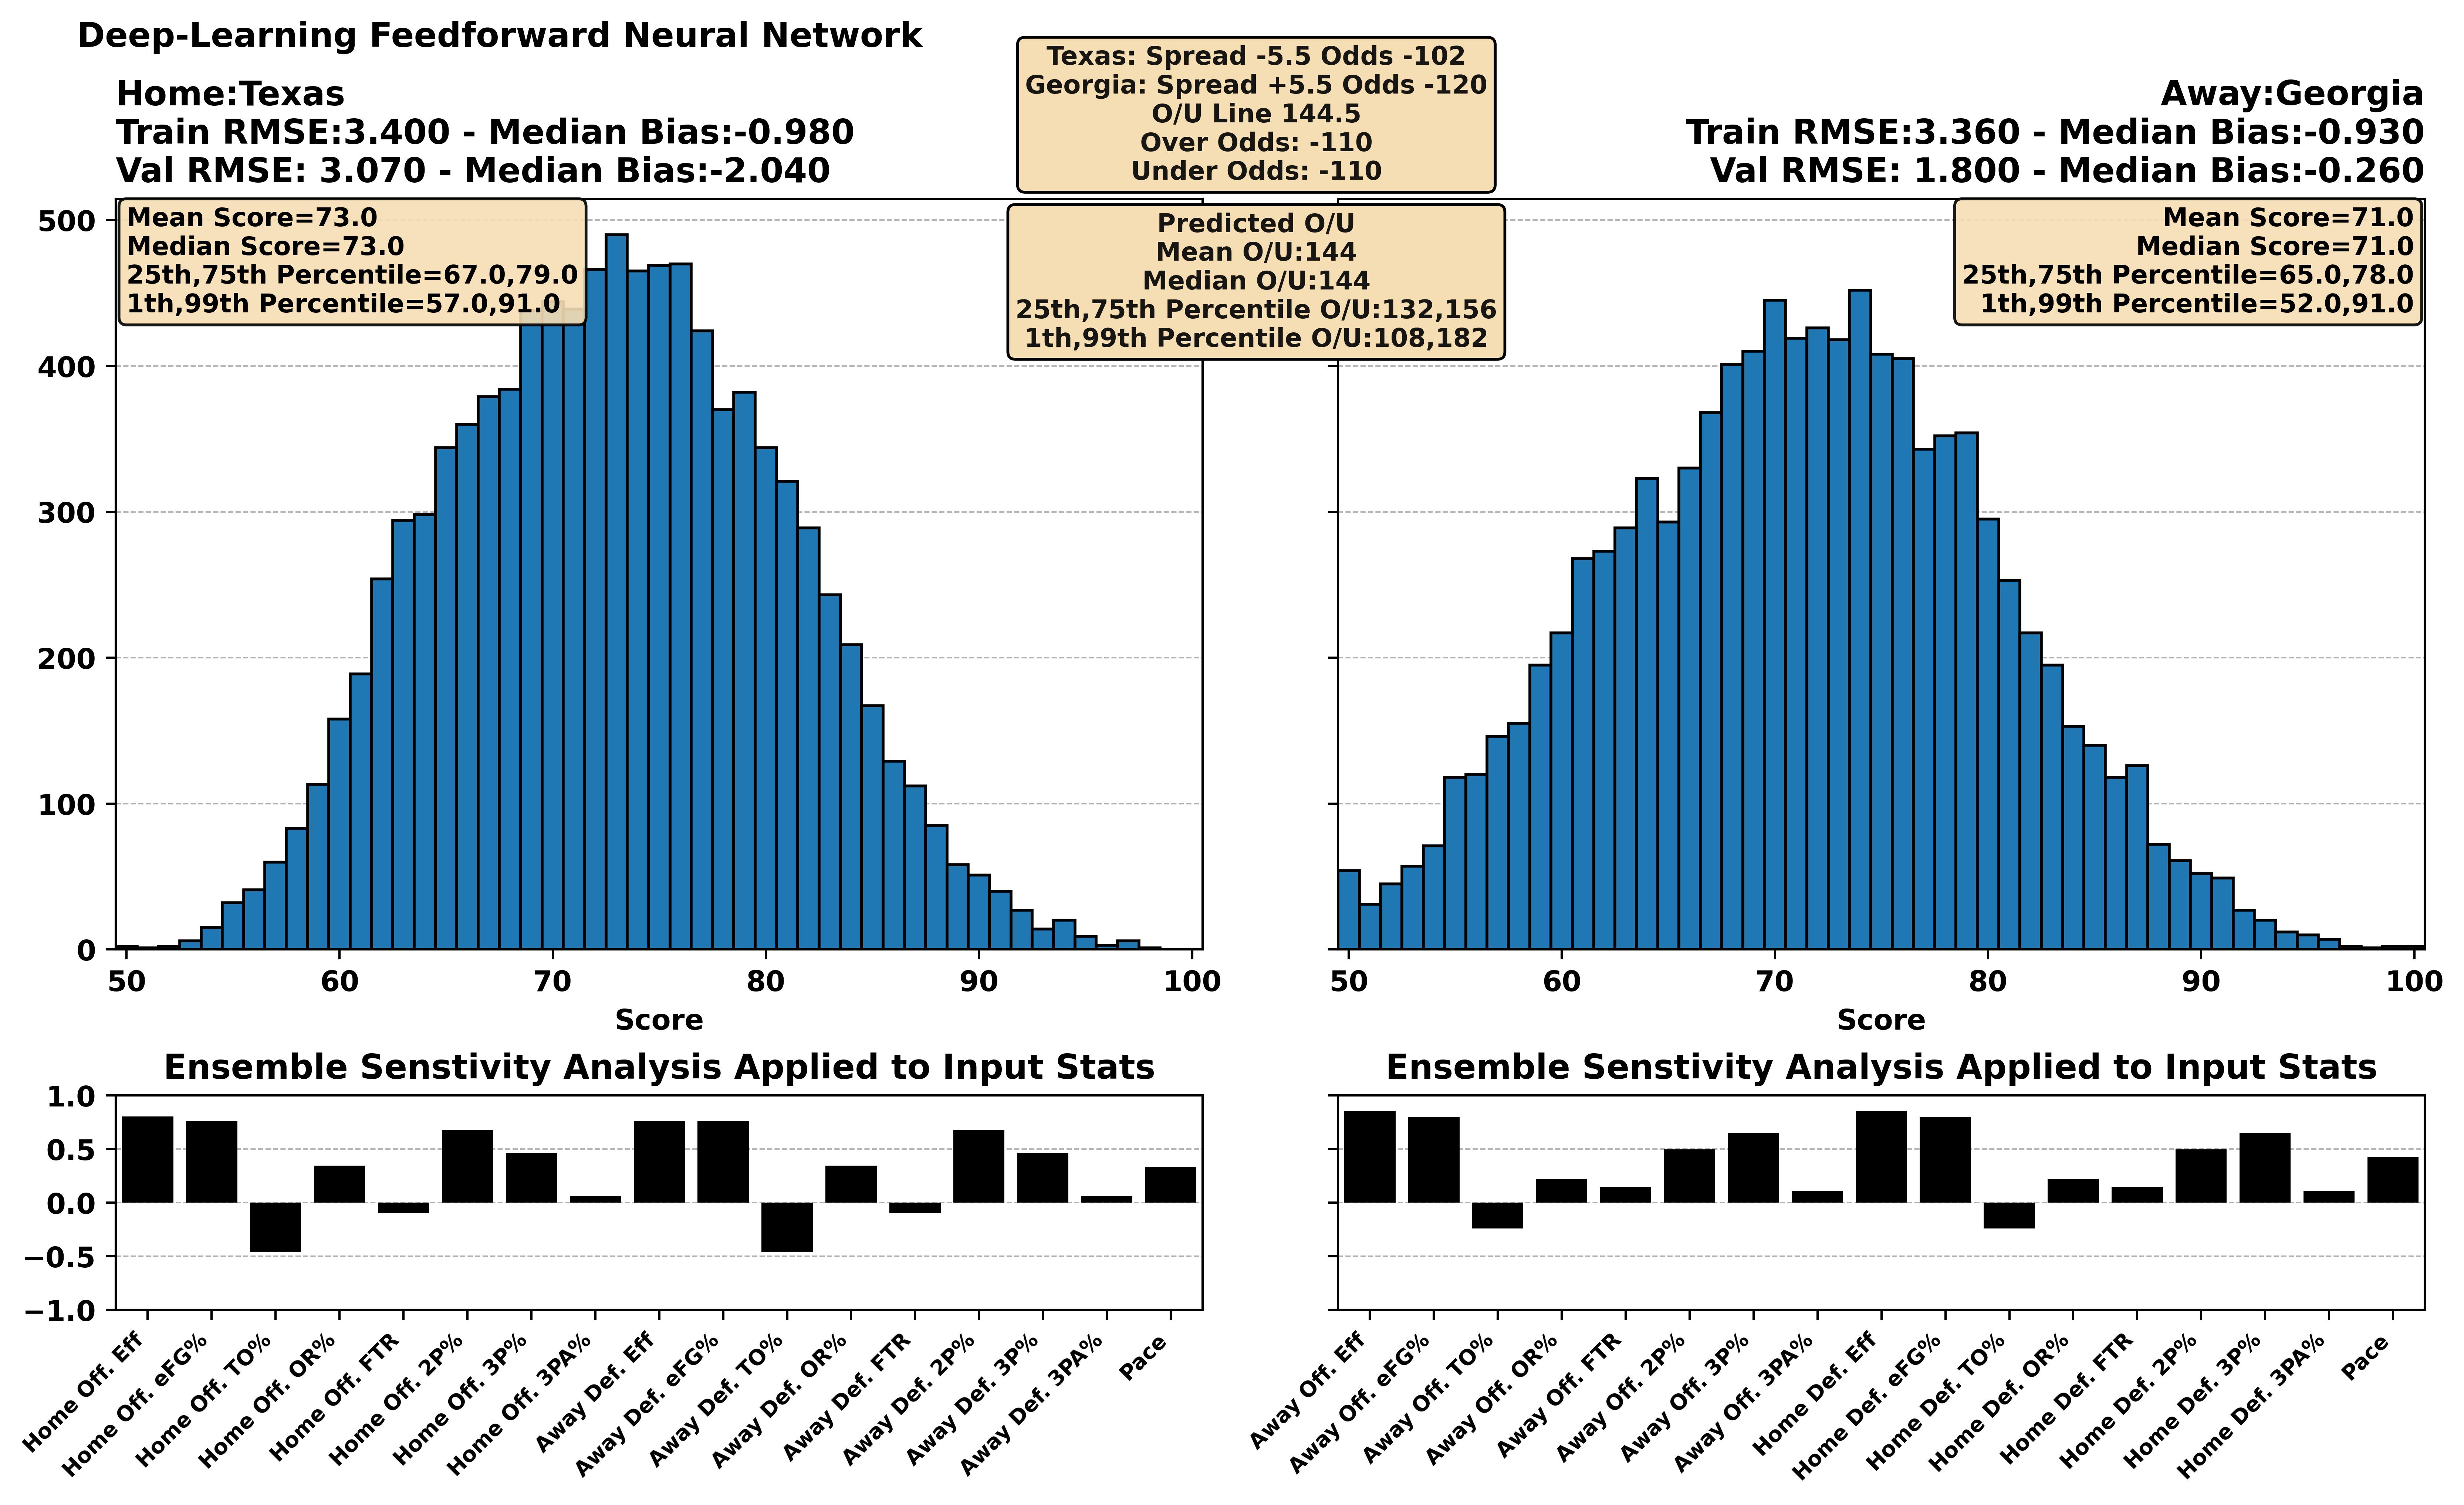 Deep-Learning Feedforward Neural Network
Texas: Spread -5.5 Odds -102
Georgia: Spread +5.5 Odds -120
O/U Line 144.5
Over Odds: -110
Under Odds: -110
Home:Texas
Train RMSE:3.400 - Median Bias:-0.980
Val RMSE: 3.070 - Median Bias:-2.040
Away:Georgia
Train RMSE:3.360 - Median Bias:-0.930
Val RMSE: 1.800 - Median Bias:-0.260
Mean Score=73.0
Median Score=73.0
25th,75th Percentile=67.0,79.0
1th,99th Percentile=57.0,91.0
Predicted O/U
Mean O/U:144
Median O/U:144
25th,75th Percentile O/U:132,156
1th,99th Percentile O/U:108,182
Mean Score=71.0
Median Score=71.0
25th,75th Percentile=65.0,78.0
1th,99th Percentile=52.0,91.0
500
400
300
200
100
0
50 60 70 80 90 100
Score
50 60 70 80 90 100
Score
Ensemble Senstivity Analysis Applied to Input Stats
Ensemble Senstivity Analysis Applied to Input Stats
1.0
0.5
0.0
−0.5
−1.0
Home Off. Eff
Home Off. eFG%
Home Off. TO%
Home Off. OR%
Home Off. FTR
Home Off. 2P%
Home Off. 3P%
Home Off. 3PA%
Away Def. Eff
Away Def. eFG%
Away Def. TO%
Away Def. OR%
Away Def. FTR
Away Def. 2P%
Away Def. 3P%
Away Def. 3PA%
Pace
Away Off. Eff
Away Off. eFG%
Away Off. TO%
Away Off. OR%
Away Off. FTR
Away Off. 2P%
Away Off. 3P%
Away Off. 3PA%
Home Def. Eff
Home Def. eFG%
Home Def. TO%
Home Def. OR%
Home Def. FTR
Home Def. 2P%
Home Def. 3P%
Home Def. 3PA%
Pace